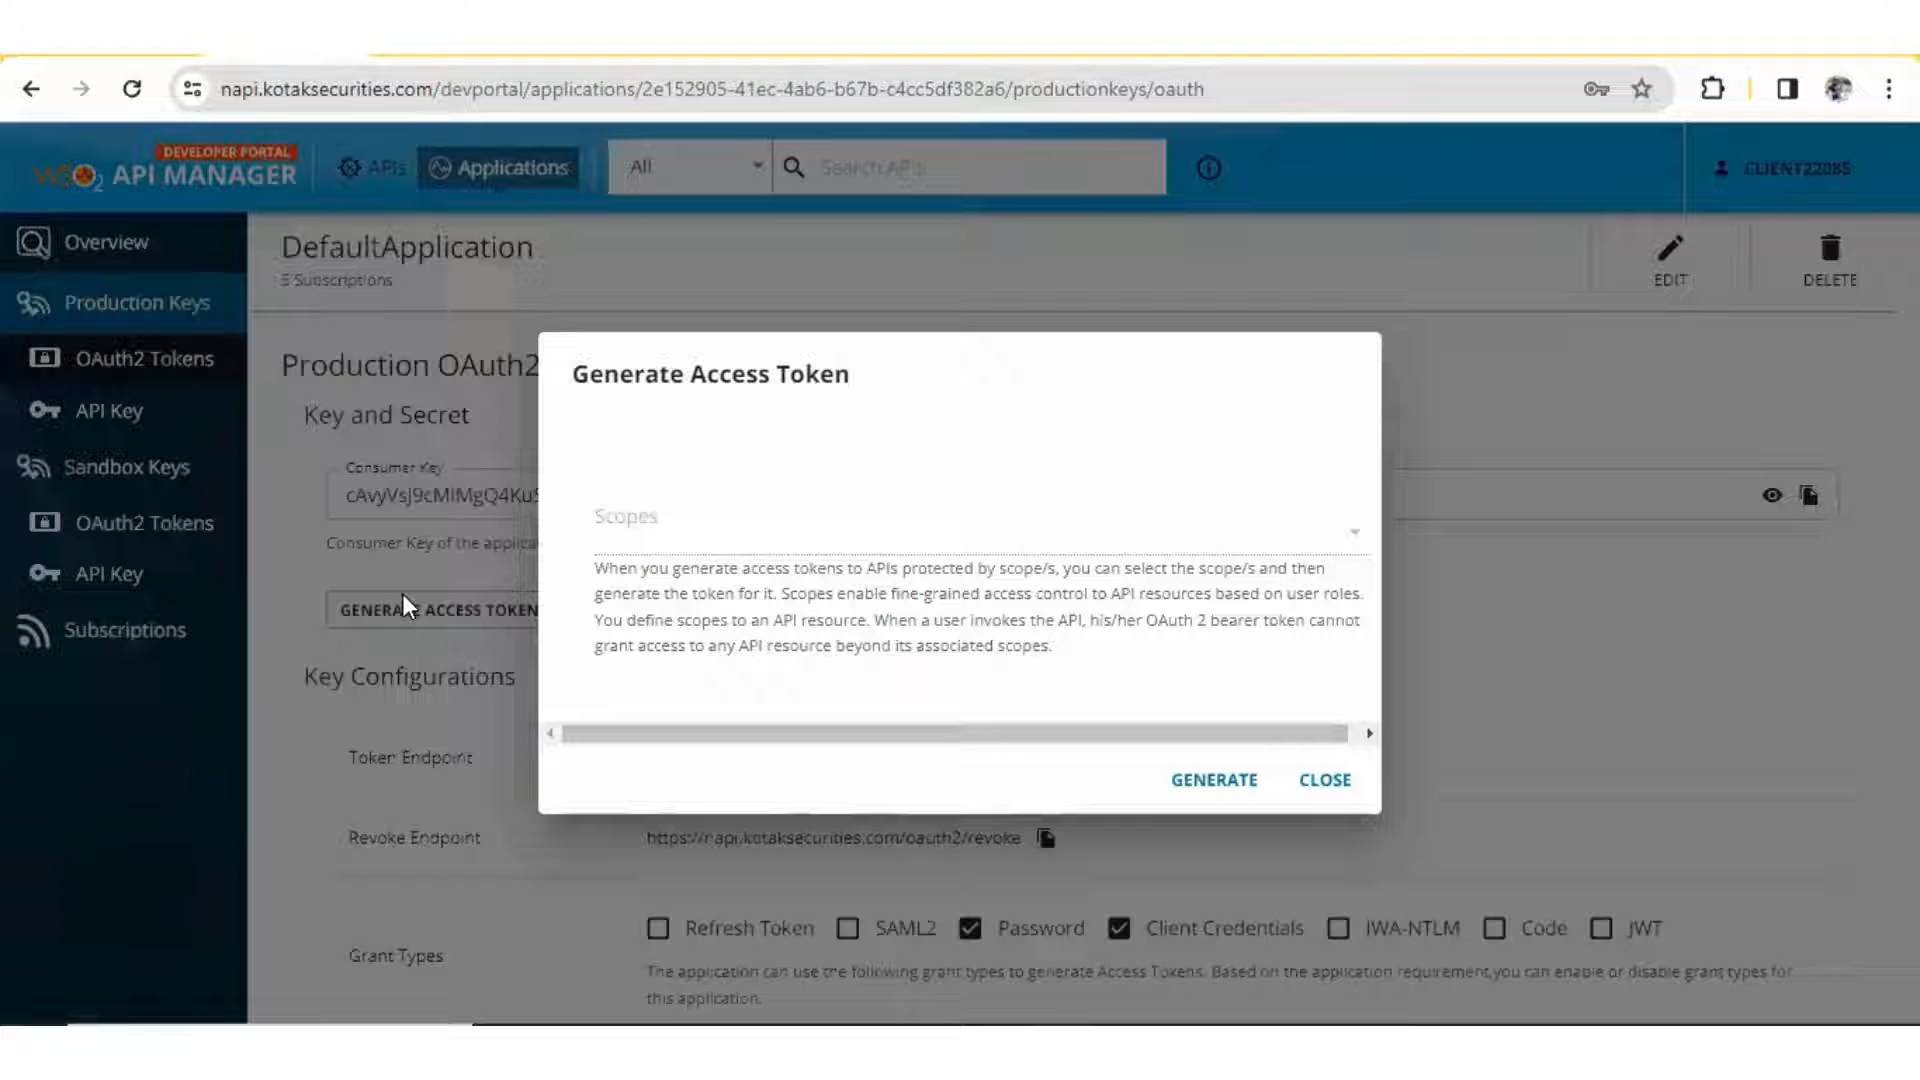 napi.kotaksecurities.com/devportal/applications/2e152905-41ec-4ab6-b67b-c4cc5df382a6/productionkeys/oauth
DEVELOPER PORTAL
WSO2 API MANAGER
APIs
Applications
All
Search APIs
CLIENT22085
Overview
Production Keys
OAuth2 Tokens
API Key
Sandbox Keys
OAuth2 Tokens
API Key
Subscriptions
DefaultApplication
5 Subscriptions
EDIT
DELETE
Production OAuth2
Key and Secret
Consumer Key
Consumer Key of the applica
GENERATE ACCESS TOKEN
Key Configurations
Token Endpoint
Revoke Endpoint
https://napi.kotaksecurities.com/oauth2/revoke
Grant Types
Refresh Token
SAML2
Password
Client Credentials
IWA-NTLM
Code
JWT
The application can use the following grant types to generate Access Tokens. Based on the application requirement,you can enable or disable grant types for
this application.
Generate Access Token
Scopes
When you generate access tokens to APIs protected by scope/s, you can select the scope/s and then
generate the token for it. Scopes enable fine-grained access control to API resources based on user roles.
You define scopes to an API resource. When a user invokes the API, his/her OAuth 2 bearer token cannot
grant access to any API resource beyond its associated scopes.
GENERATE
CLOSE